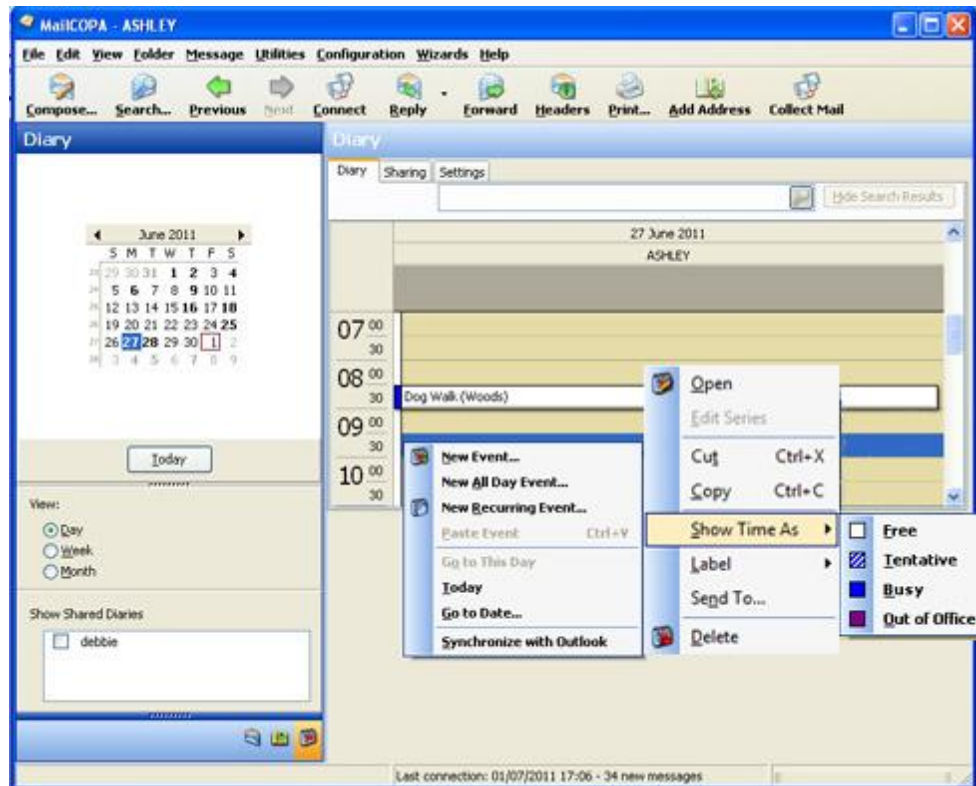 MailCOPA - ASHLEY
File Edit View Folder Message Utilities Configuration Wizards Help
Compose... Search... Previous Next Connect Reply Forward Headers Print... Add Address Collect Mail
Diary
Diary
Diary Sharing Settings
Hide Search Results
June 2011
S M T W T F S
29 30 31 1 2 3 4
5 6 7 8 9 10 11
12 13 14 15 16 17 18
19 20 21 22 23 24 25
26 27 28 29 30 1 2
3 4 5 6 7 8 9
Today
View:
Day
Week
Month
Show Shared Diaries
debbie
27 June 2011
ASHLEY
07 00
30
08 00
30 Dog Walk (Woods)
09 00
30
10 00
30
New Event...
New All Day Event...
New Recurring Event...
Paste Event Ctrl+V
Go to This Day
Today
Go to Date...
Synchronize with Outlook
Open
Edit Series
Cut Ctrl+X
Copy Ctrl+C
Show Time As
Label
Send To...
Delete
Free
Tentative
Busy
Out of Office
Last connection: 01/07/2011 17:06 - 34 new messages